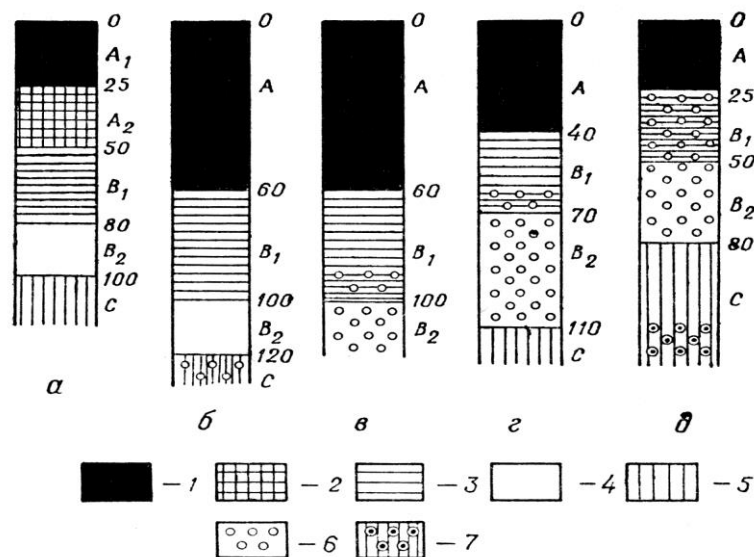 0 0 0 0 0
A₁ A A A A
25 25
A₂ 40 B₁
50 B₁ 50
B₁ 60 60 B₂
80 B₁ B₁ 70 80
B₂ B₂ C
100 100 100
C B₂ B₂ 110
120 C
C
а
б в г д
1 2 3 4 5
6 7